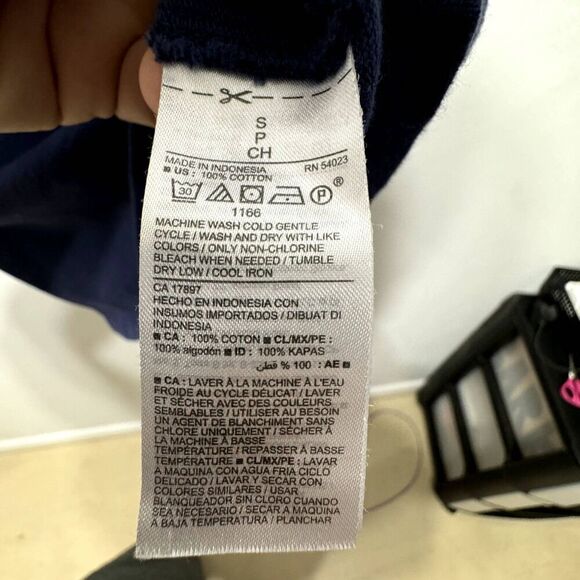 S
P
CH
MADE IN INDONESIA RN 54023
■ US : 100% COTTON
30 P ®
1166
MACHINE WASH COLD GENTLE
CYCLE / WASH AND DRY WITH LIKE
COLORS / ONLY NON-CHLORINE
BLEACH WHEN NEEDED / TUMBLE
DRY LOW / COOL IRON
CA 17897
HECHO EN INDONESIA CON
INSUMOS IMPORTADOS / DIBUAT DI
INDONESIA
■ CA : 100% COTON ■ CL/MX/PE :
100% algodón ■ ID : 100% KAPAS
قطن % 100 : AE ■
■ CA : LAVER À LA MACHINE À L'EAU
FROIDE AU CYCLE DÉLICAT / LAVER
ET SÉCHER AVEC DES COULEURS
SEMBLABLES / UTILISER AU BESOIN
UN AGENT DE BLANCHIMENT SANS
CHLORE UNIQUEMENT / SÉCHER À
LA MACHINE À BASSE
TEMPÉRATURE / REPASSER À BASSE
TEMPÉRATURE ■ CL/MX/PE : LAVAR
A MAQUINA CON AGUA FRIA CICLO
DELICADO / LAVAR Y SECAR CON
COLORES SIMILARES / USAR
BLANQUEADOR SIN CLORO CUANDO
SEA NECESARIO / SECAR A MAQUINA
A BAJA TEMPERATURA / PLANCHAR